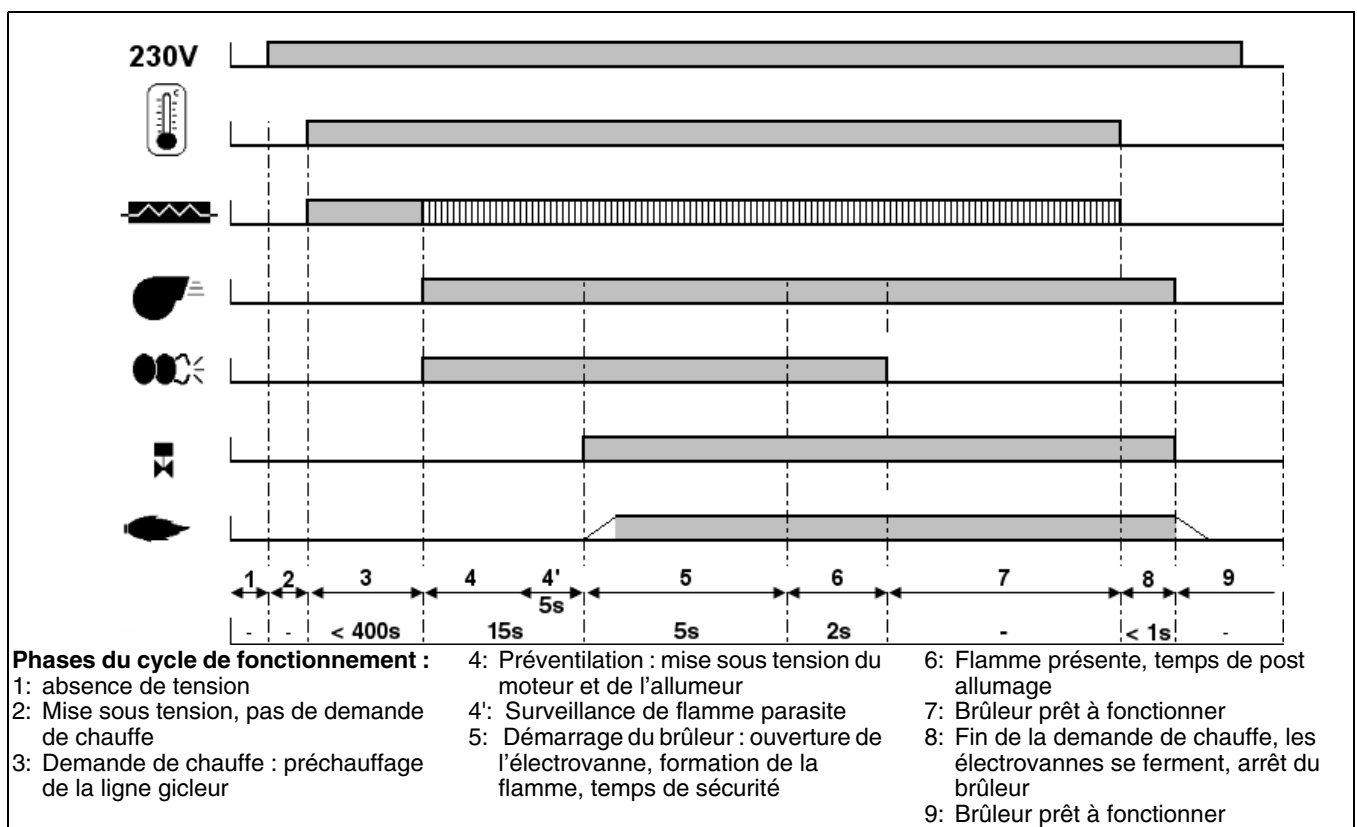 230V
°C
1 2 3 4 4' 5 6 7 8 9
5s
- - < 400s 15s 5s 2s - < 1s -
Phases du cycle de fonctionnement :
1: absence de tension
2: Mise sous tension, pas de demande
de chauffe
3: Demande de chauffe : préchauffage
de la ligne gicleur
4: Préventilation : mise sous tension du
moteur et de l'allumeur
4': Surveillance de flamme parasite
5: Démarrage du brûleur : ouverture de
l'électrovanne, formation de la
flamme, temps de sécurité
6: Flamme présente, temps de post
allumage
7: Brûleur prêt à fonctionner
8: Fin de la demande de chauffe, les
électrovannes se ferment, arrêt du
brûleur
9: Brûleur prêt à fonctionner